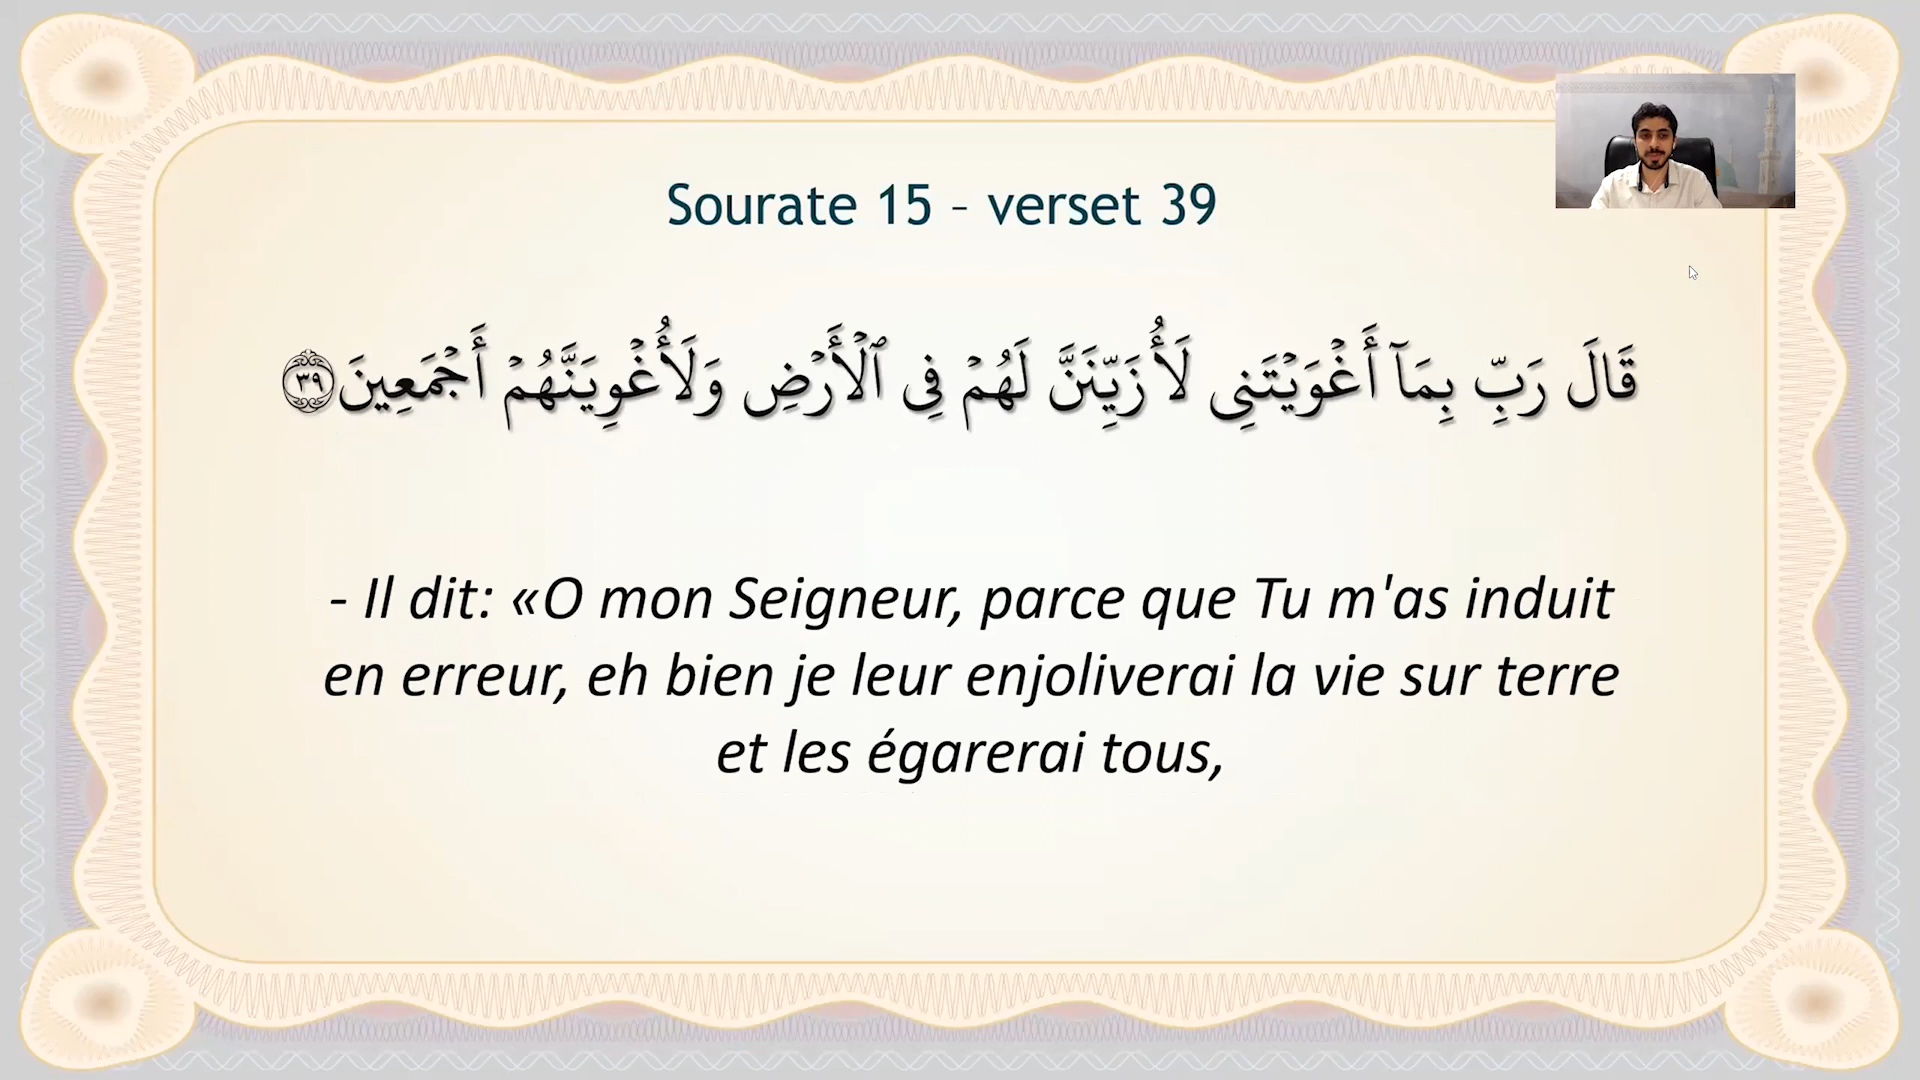 Sourate 15 – verset 39
قَالَ رَبِّ بِمَآ أَغْوَيْتَنِى لَأُزَيِّنَنَّ لَهُمْ فِى ٱلْأَرْضِ وَلَأُغْوِيَنَّهُمْ أَجْمَعِينَ ٣٩
- Il dit: «O mon Seigneur, parce que Tu m'as induit
en erreur, eh bien je leur enjoliverai la vie sur terre
et les égarerai tous,